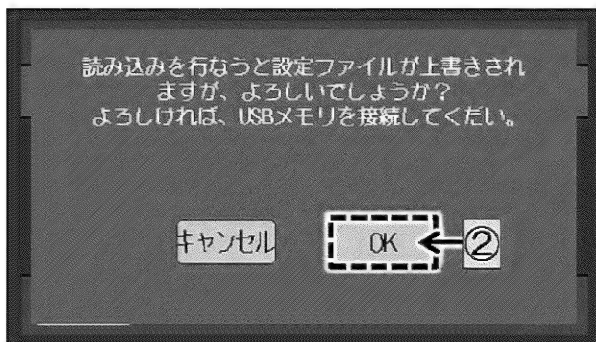 読み込みを行なうと設定ファイルが上書きされ
ますが、よろしいでしょうか？
よろしければ、USBメモリを接続してくだい。
キャンセル
OK
②